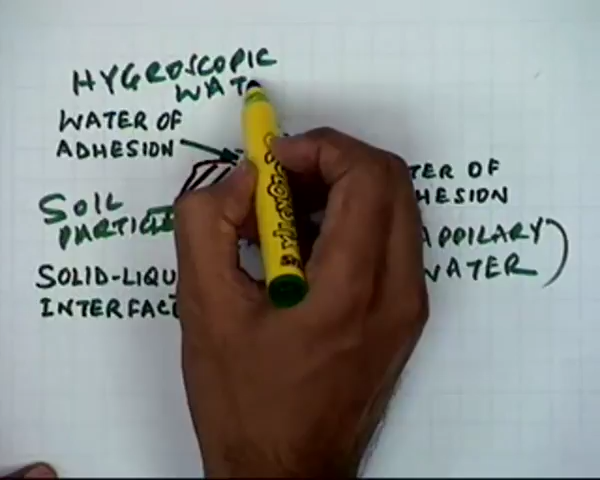 HYGROSCOPIC
WAT
WATER OF
ADHESION
TER OF
HESION
SOIL
PARTICLE
APPILARY
WATER)
SOLID-LIQU
INTERFAC